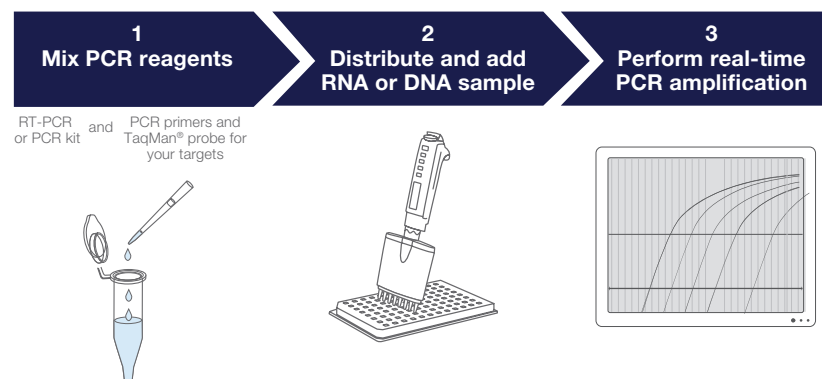 1
Mix PCR reagents
2
Distribute and add
RNA or DNA sample
3
Perform real-time
PCR amplification
RT-PCR
or PCR kit
and
PCR primers and
TaqMan® probe for
your targets